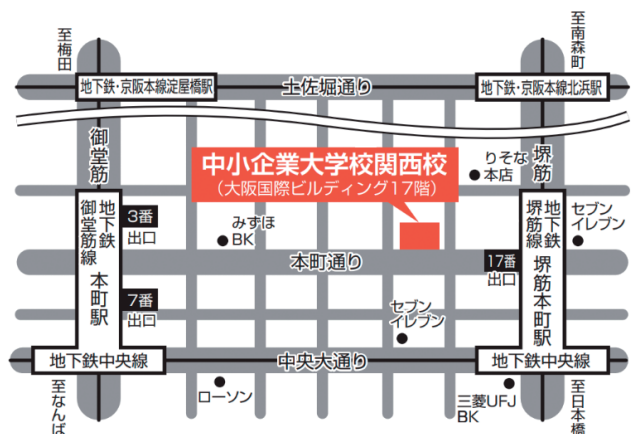 至梅田
至南森町
地下鉄・京阪本線淀屋橋駅
土佐堀通り
地下鉄・京阪本線北浜駅
御堂筋
堺筋
中小企業大学校関西校
（大阪国際ビルディング17階）
りそな
本店
地下鉄
御堂筋線
本町駅
3番
出口
みずほ
BK
地下鉄
堺筋線
堺筋本町駅
セブン
イレブン
本町通り
17番
出口
7番
出口
セブン
イレブン
地下鉄中央線
中央大通り
地下鉄中央線
至なんば
ローソン
三菱UFJ
BK
至日本橋